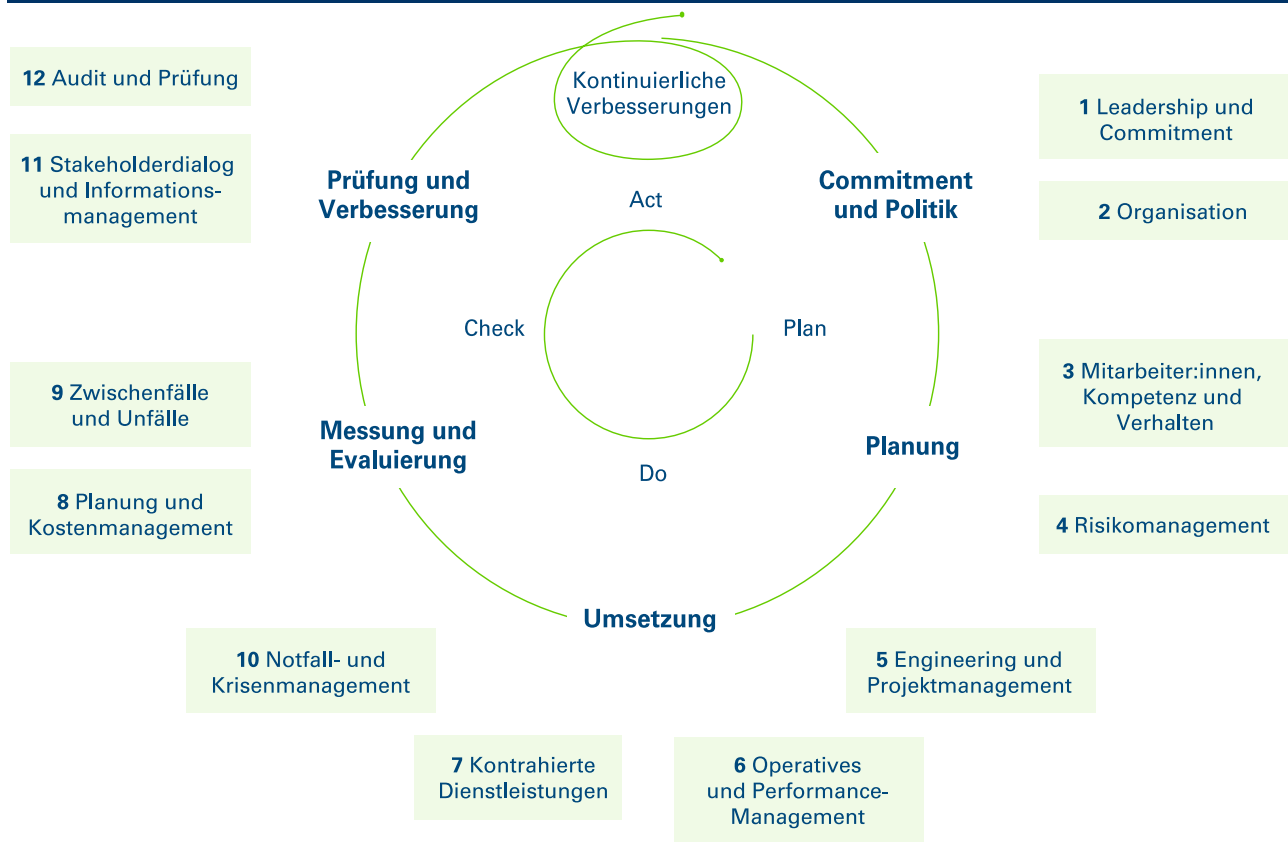 Kontinuierliche
Verbesserungen
12 Audit und Prüfung
11 Stakeholderdialog
und Informations-
management
Prüfung und
Verbesserung
Act
Commitment
und Politik
1 Leadership und
Commitment
2 Organisation
Check
Plan
3 Mitarbeiter:innen,
Kompetenz und
Verhalten
9 Zwischenfälle
und Unfälle
Messung und
Evaluierung
Do
Planung
8 Planung und
Kostenmanagement
4 Risikomanagement
Umsetzung
10 Notfall- und
Krisenmanagement
5 Engineering und
Projektmanagement
7 Kontrahierte
Dienstleistungen
6 Operatives
und Performance-
Management